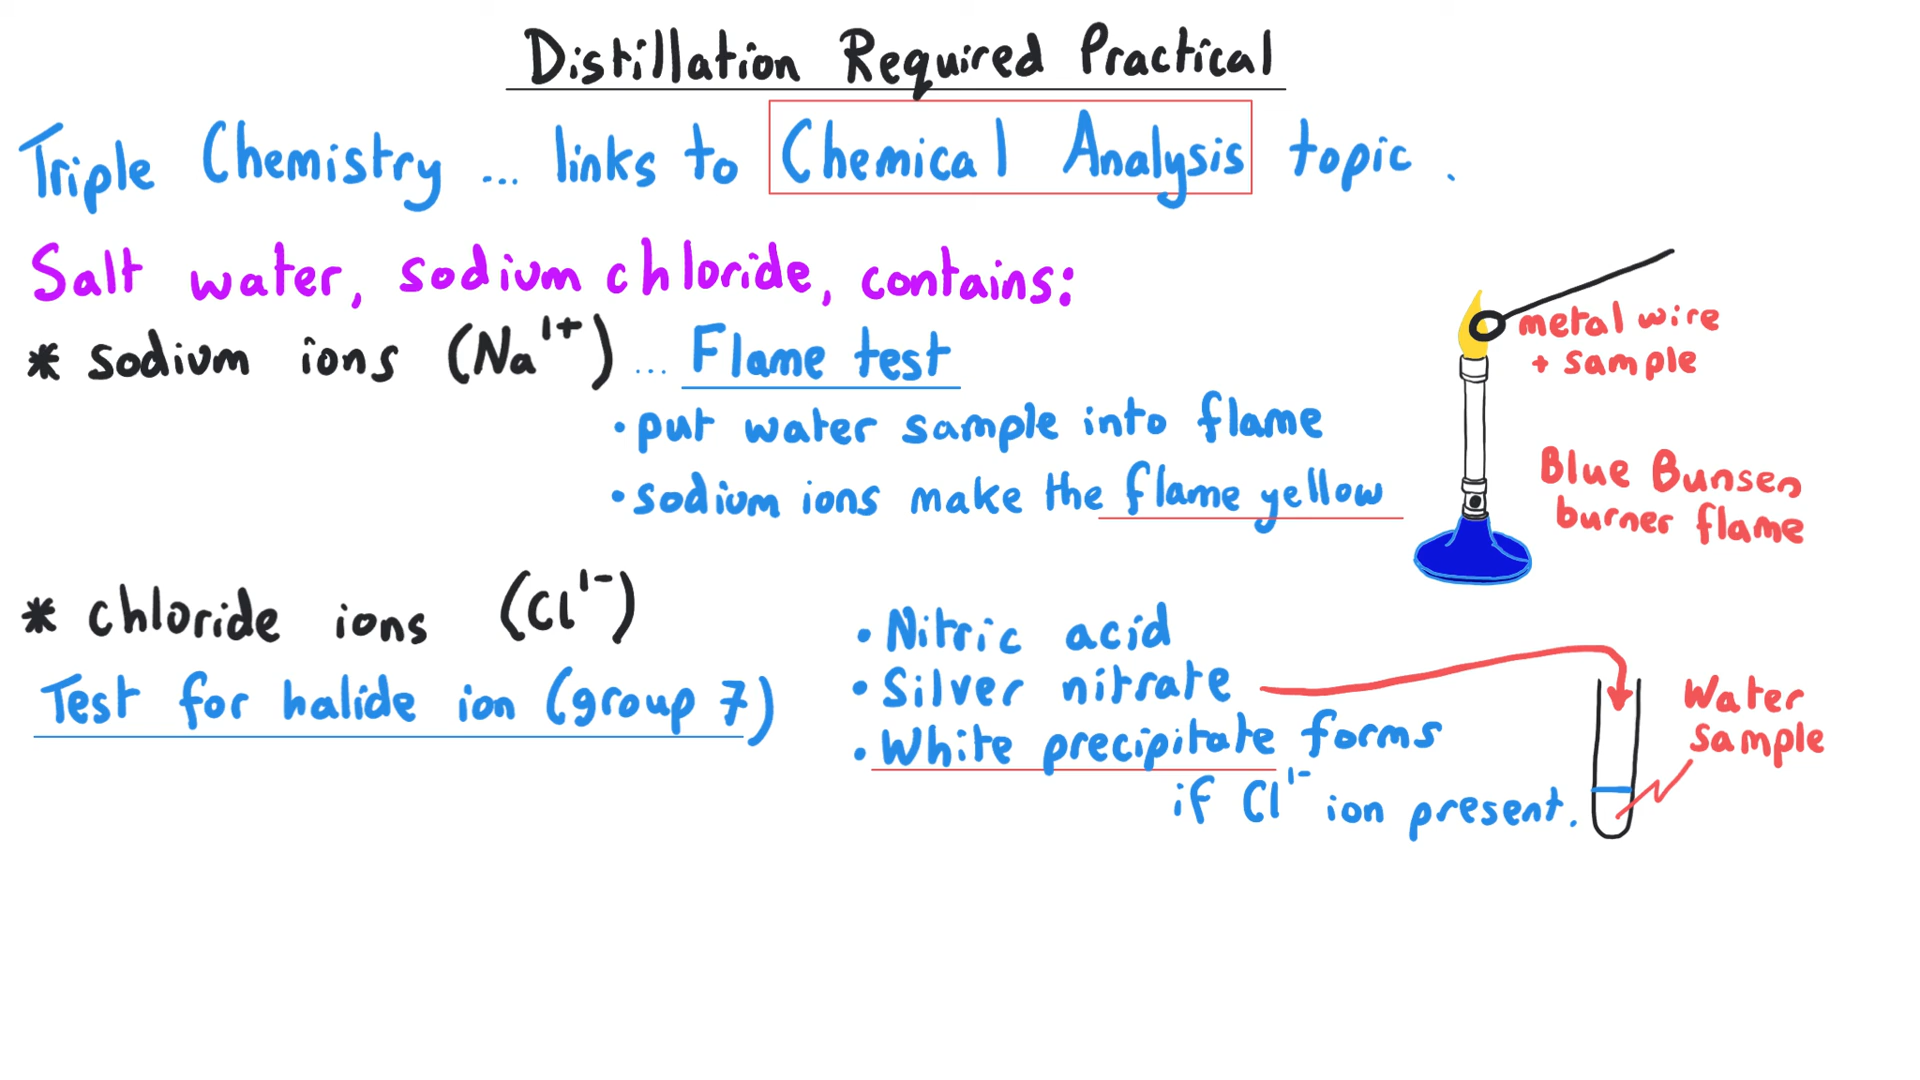 Distillation Required Practical
Triple Chemistry ... links to Chemical Analysis topic .
Salt water, sodium chloride, contains:
* sodium ions (Na¹⁺) ... Flame test
• put water sample into flame
• sodium ions make the flame yellow
metal wire
+ sample
Blue Bunsen
burner flame
* chloride ions (Cl¹⁻)
Test for halide ion (group 7)
• Nitric acid
• Silver nitrate
• White precipitate forms
if Cl¹⁻ ion present.
Water
sample